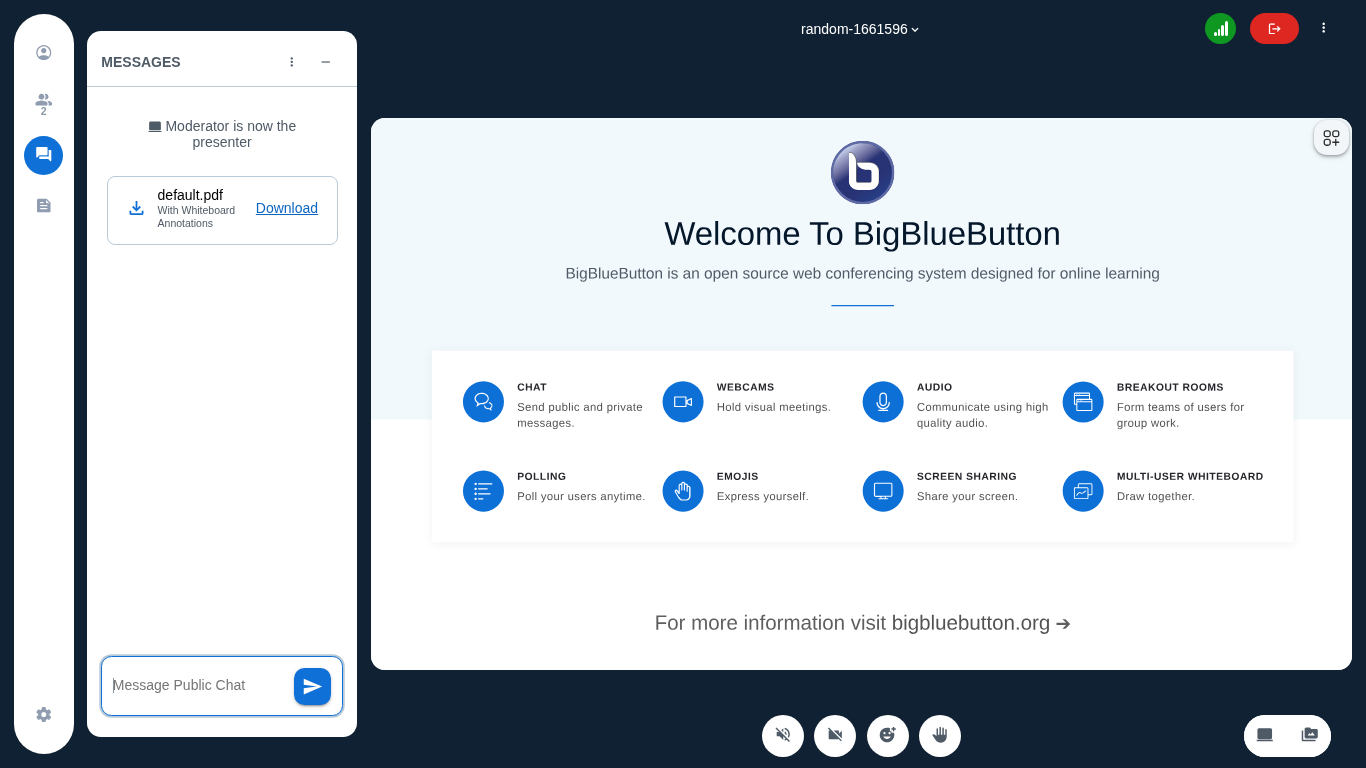 random-1661596
2
MESSAGES
Moderator is now the
presenter
default.pdf
With Whiteboard
Annotations
Download
Message Public Chat
Welcome To BigBlueButton
BigBlueButton is an open source web conferencing system designed for online learning
CHAT
Send public and private
messages.
WEBCAMS
Hold visual meetings.
AUDIO
Communicate using high
quality audio.
BREAKOUT ROOMS
Form teams of users for
group work.
POLLING
Poll your users anytime.
EMOJIS
Express yourself.
SCREEN SHARING
Share your screen.
MULTI-USER WHITEBOARD
Draw together.
For more information visit bigbluebutton.org ➔